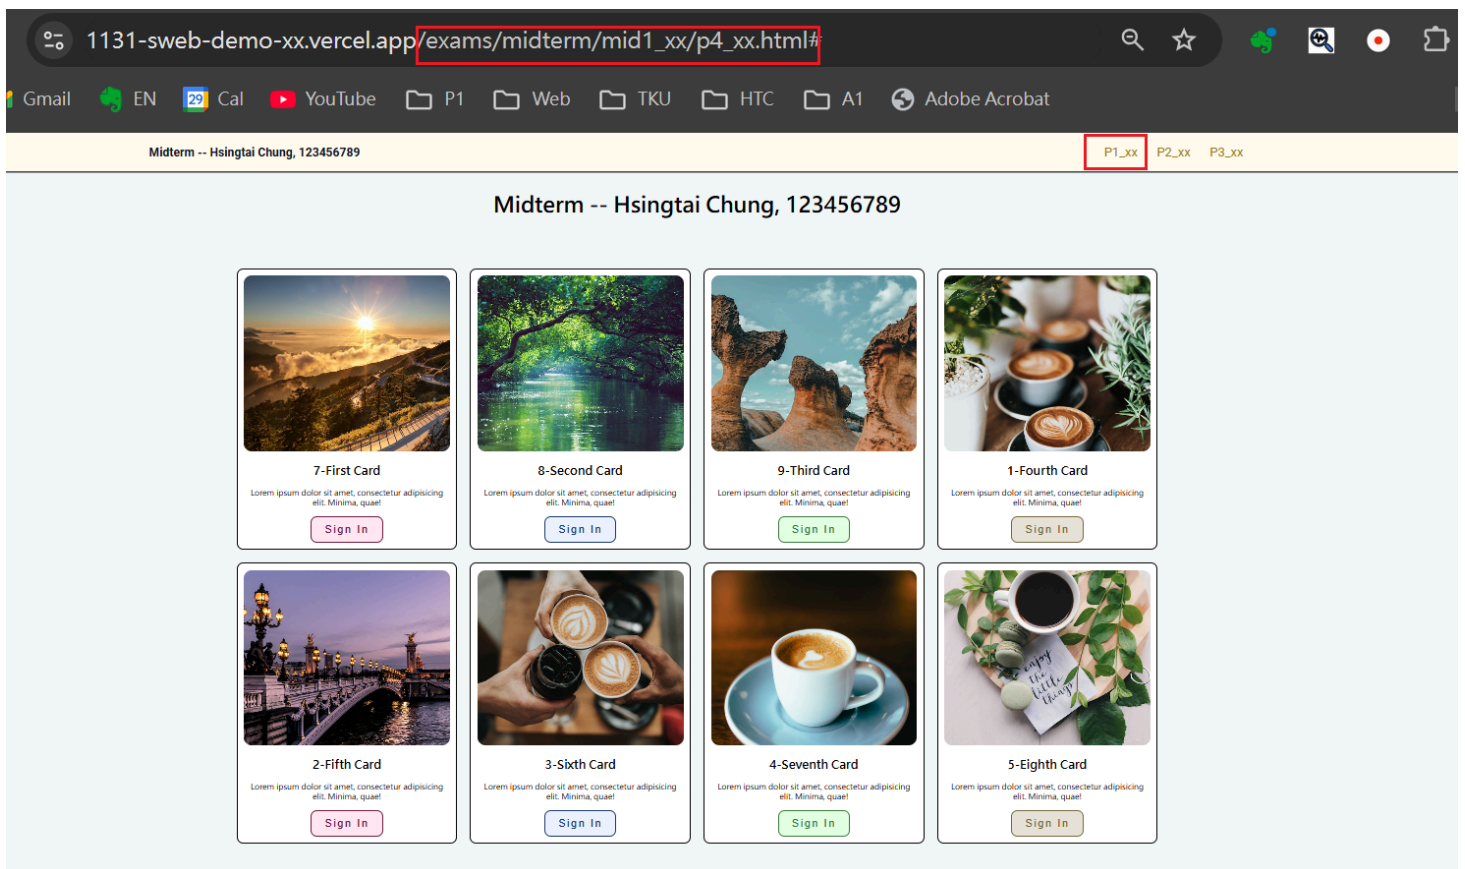 1131-sweb-demo-xx.vercel.app/exams/midterm/mid1_xx/p4_xx.html#
Gmail EN 29 Cal YouTube P1 Web TKU HTC A1 Adobe Acrobat
Midterm -- Hsingtai Chung, 123456789 P1_xx P2_xx P3_xx
Midterm -- Hsingtai Chung, 123456789
7-First Card
Lorem ipsum dolor sit amet, consectetur adipisicing
elit. Minima, quae!
Sign In
8-Second Card
Lorem ipsum dolor sit amet, consectetur adipisicing
elit. Minima, quae!
Sign In
9-Third Card
Lorem ipsum dolor sit amet, consectetur adipisicing
elit. Minima, quae!
Sign In
1-Fourth Card
Lorem ipsum dolor sit amet, consectetur adipisicing
elit. Minima, quae!
Sign In
2-Fifth Card
Lorem ipsum dolor sit amet, consectetur adipisicing
elit. Minima, quae!
Sign In
3-Sixth Card
Lorem ipsum dolor sit amet, consectetur adipisicing
elit. Minima, quae!
Sign In
4-Seventh Card
Lorem ipsum dolor sit amet, consectetur adipisicing
elit. Minima, quae!
Sign In
enjoy
the
little
things
5-Eighth Card
Lorem ipsum dolor sit amet, consectetur adipisicing
elit. Minima, quae!
Sign In